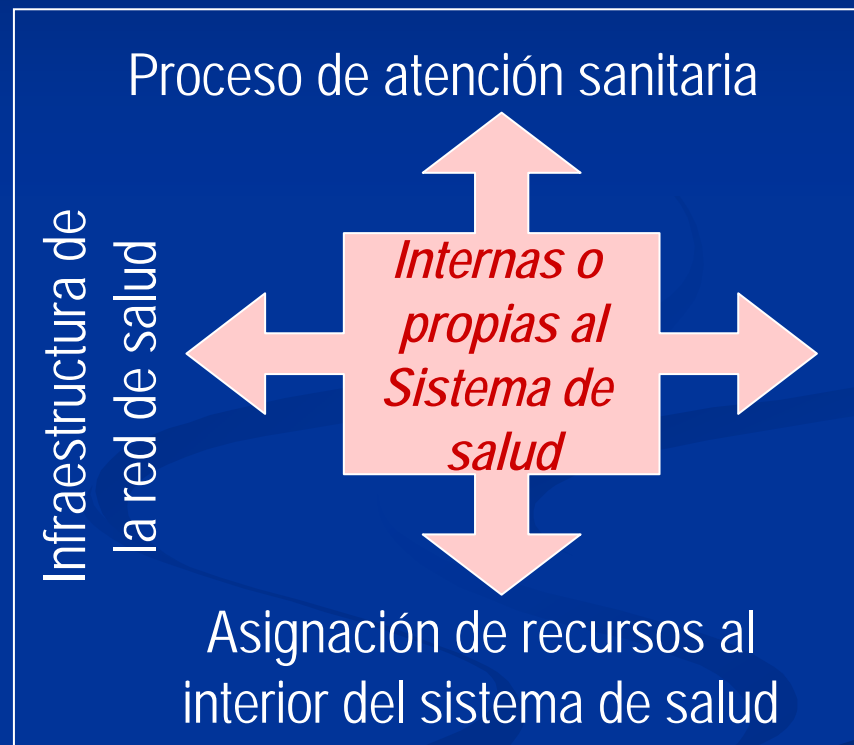 Proceso de atención sanitaria
Infraestructura de
la red de salud
Internas o
propias al
Sistema de
salud
Asignación de recursos al
interior del sistema de salud